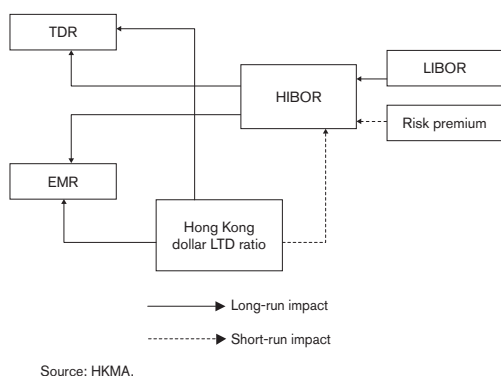 TDR
LIBOR
HIBOR
Risk premium
EMR
Hong Kong
dollar LTD ratio
Long-run impact
Short-run impact
Source: HKMA.